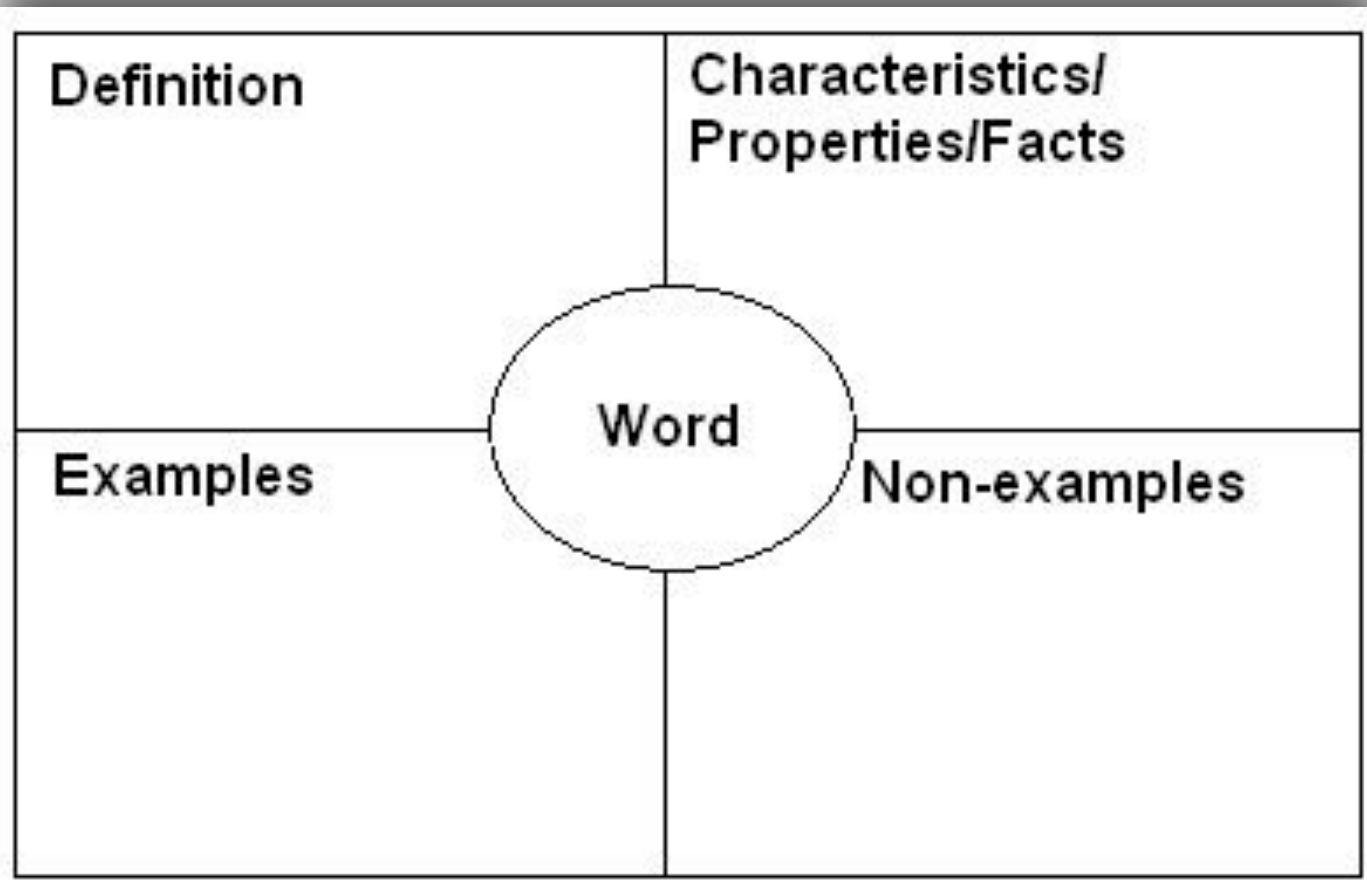 Definition
Characteristics/
Properties/Facts
Word
Examples
Non-examples